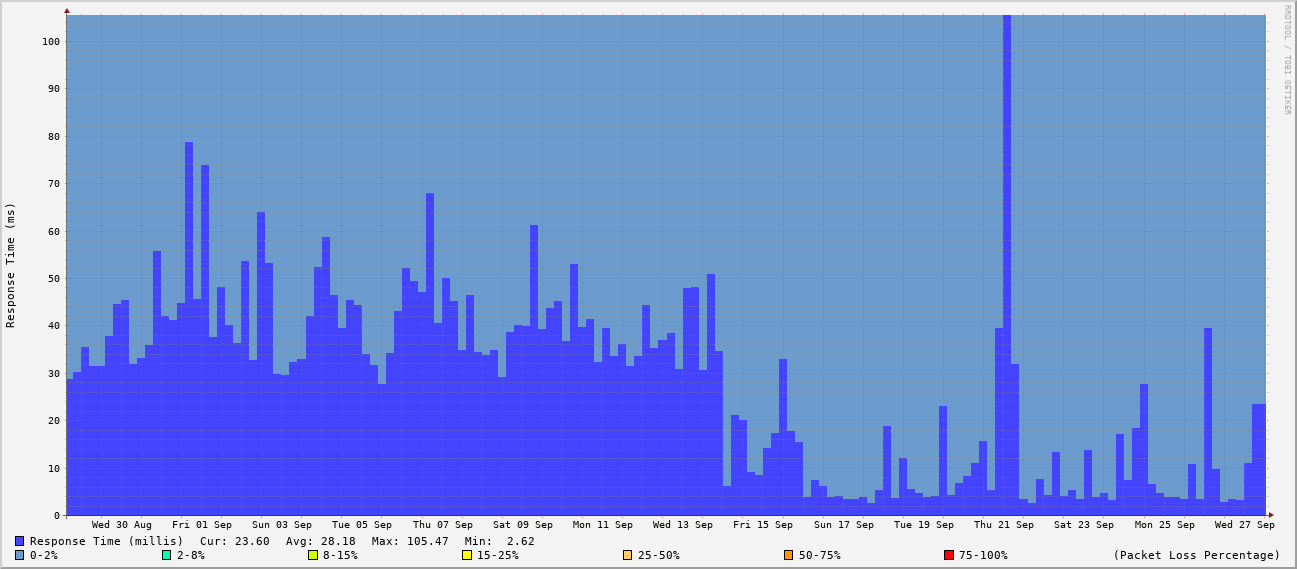 RRDTOOL / TOBI OETIKER
Response Time (ms)
100
90
80
70
60
50
40
30
20
10
0
Wed 30 Aug Fri 01 Sep Sun 03 Sep Tue 05 Sep Thu 07 Sep Sat 09 Sep Mon 11 Sep Wed 13 Sep Fri 15 Sep Sun 17 Sep Tue 19 Sep Thu 21 Sep Sat 23 Sep Mon 25 Sep Wed 27 Sep
Response Time (millis) Cur: 23.60 Avg: 28.18 Max: 105.47 Min: 2.62
0-2% 2-8% 8-15% 15-25% 25-50% 50-75% 75-100% (Packet Loss Percentage)